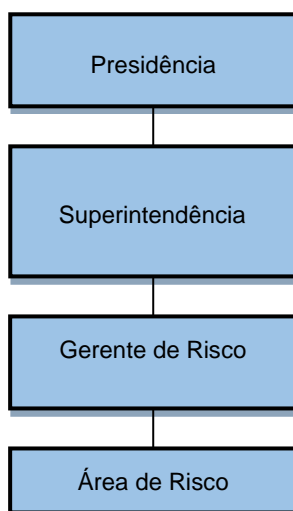 Presidência
Superintendência
Gerente de Risco
Área de Risco